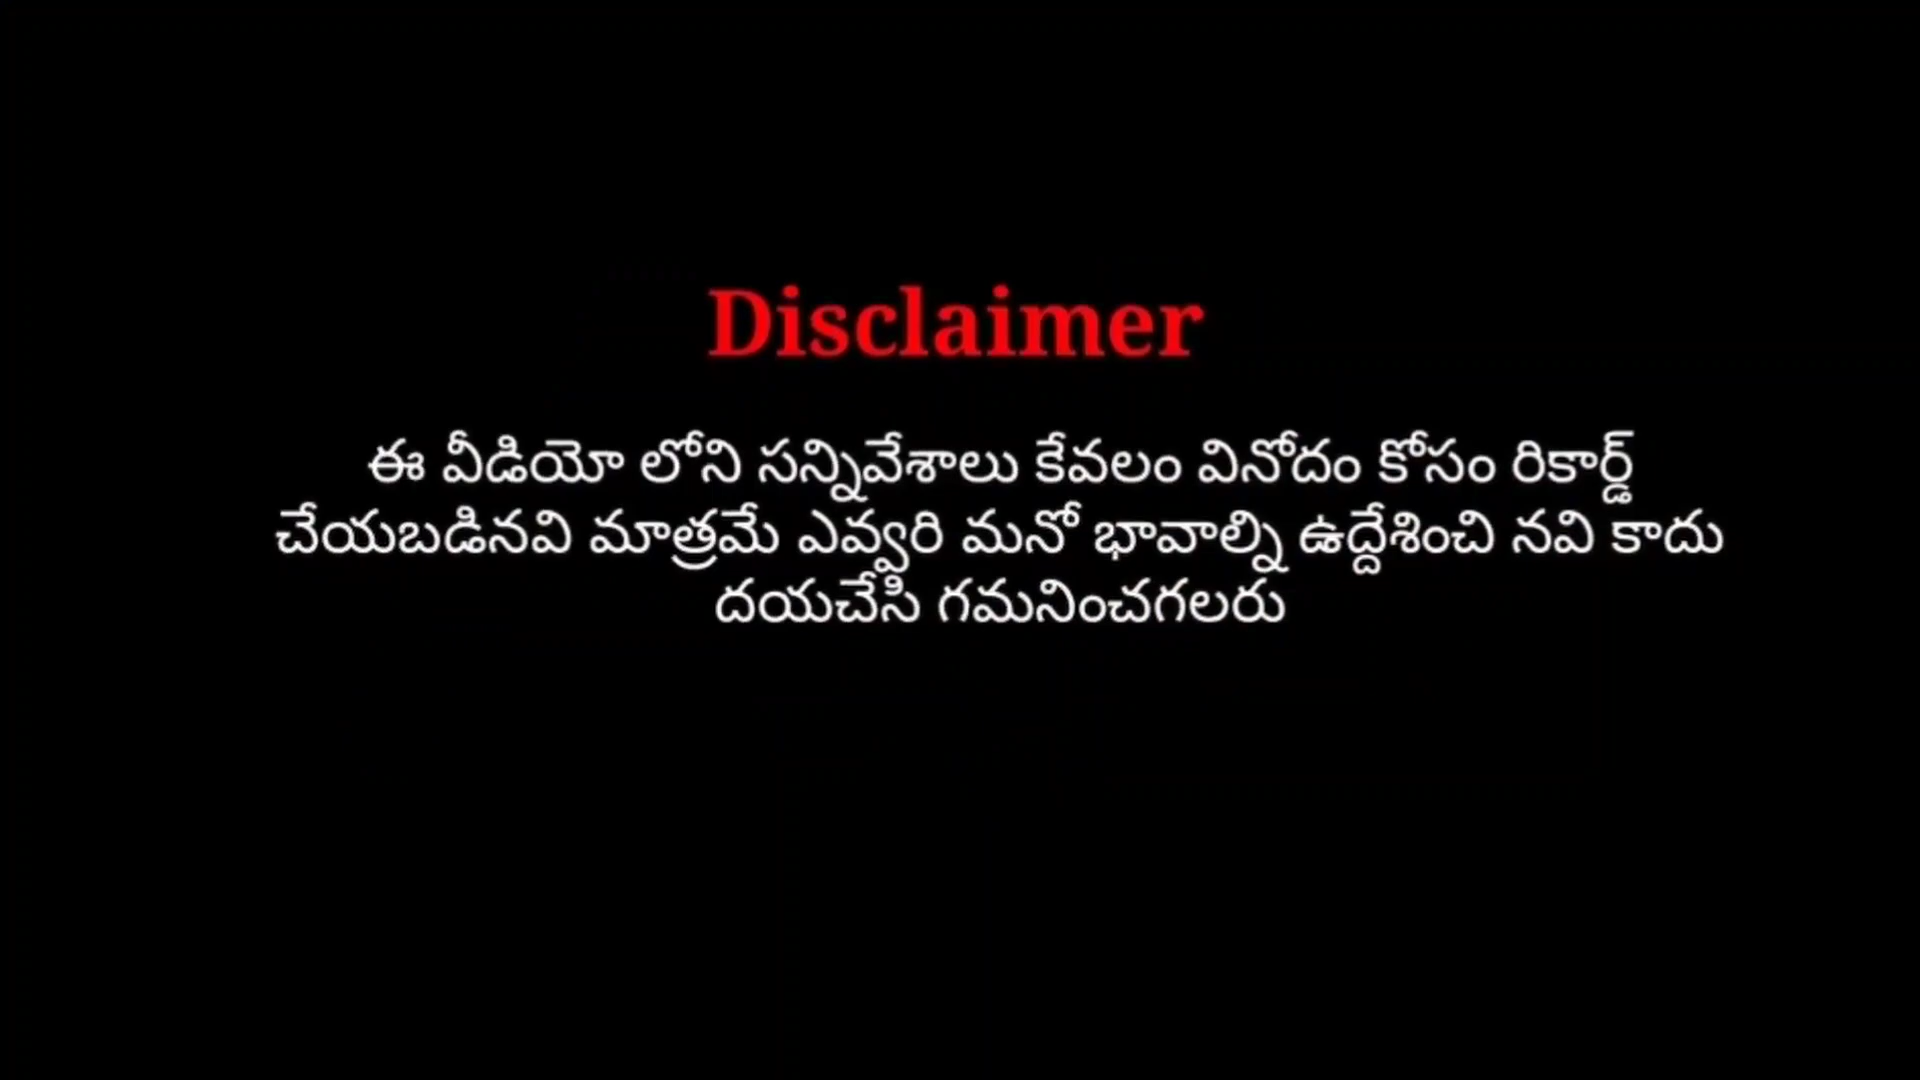 Disclaimer
ఈ వీడియో లోని సన్నివేశాలు కేవలం వినోదం కోసం రికార్డ్
చేయబడినవి మాత్రమే ఎవ్వరి మనో భావాల్ని ఉద్దేశించి నవి కాదు
దయచేసి గమనించగలరు